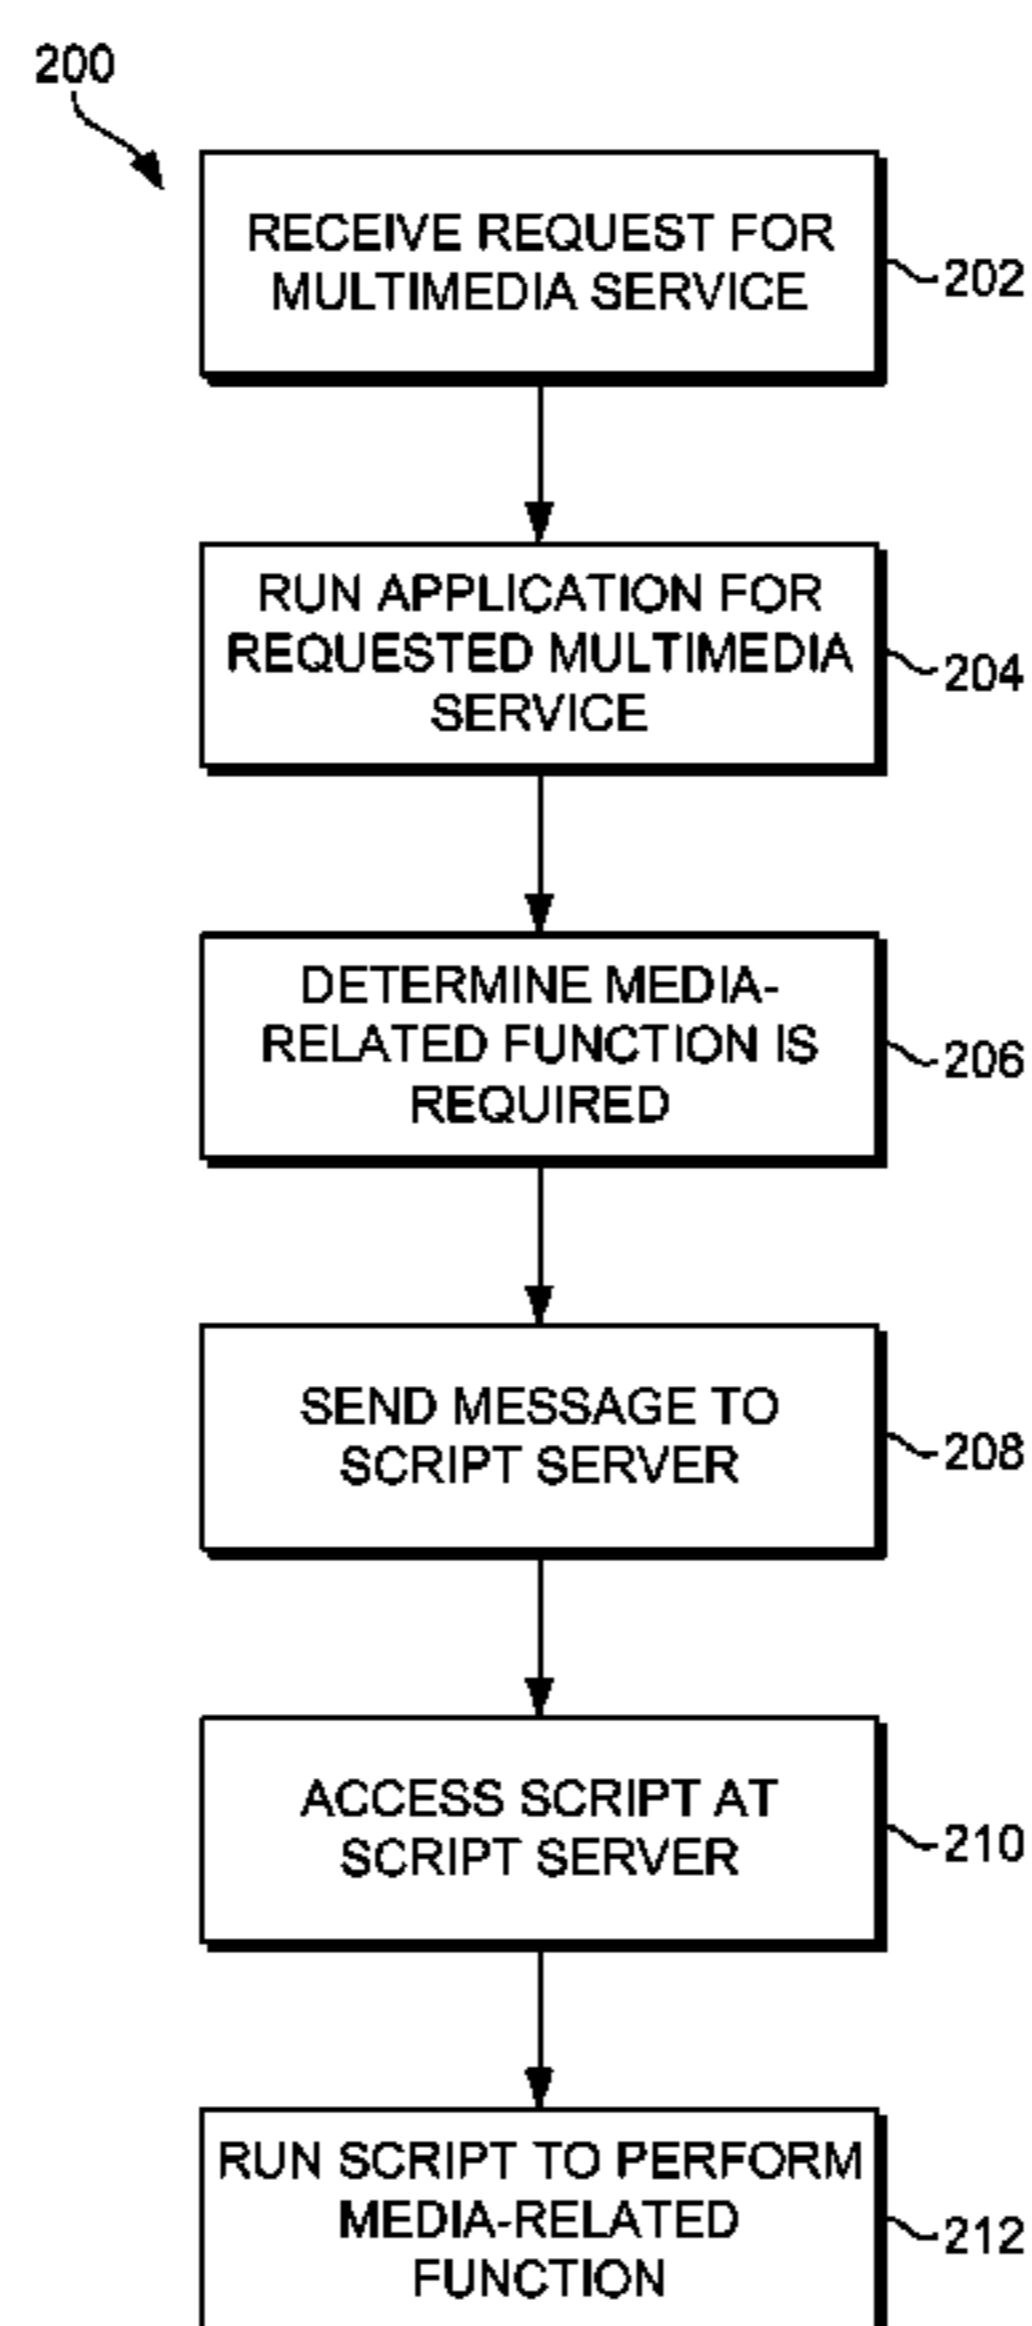 200
RECEIVE REQUEST FOR
MULTIMEDIA SERVICE
202
RUN APPLICATION FOR
REQUESTED MULTIMEDIA
SERVICE
204
DETERMINE MEDIA-
RELATED FUNCTION IS
REQUIRED
206
SEND MESSAGE TO
SCRIPT SERVER
208
ACCESS SCRIPT AT
SCRIPT SERVER
210
RUN SCRIPT TO PERFORM
MEDIA-RELATED
FUNCTION
212